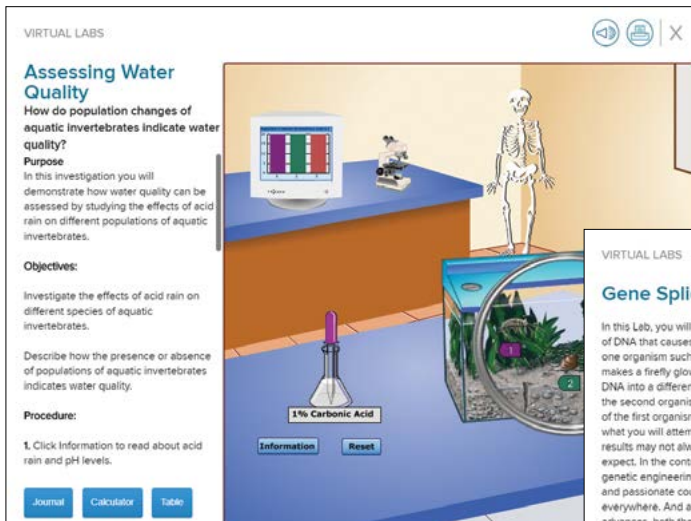 VIRTUAL LABS
Assessing Water
Quality
How do population changes of
aquatic invertebrates indicate water
quality?
Purpose
In this investigation you will
demonstrate how water quality can be
assessed by studying the effects of acid
rain on different populations of aquatic
invertebrates.
Objectives:
Investigate the effects of acid rain on
different species of aquatic
invertebrates.
Describe how the presence or absence
of populations of aquatic invertebrates
indicates water quality.
Procedure:
1. Click Information to read about acid
rain and pH levels.
Journal
Calculator
Table
1% Carbonic Acid
Information
Reset
1
2
VIRTUAL LABS
Gene Spli
In this Lab, you will
of DNA that causes
one organism such
makes a firefly glow
DNA into a different
the second organis
of the first organism
what you will attem
results may not alw
expect. In the contr
genetic engineerin
and passionate cou
everywhere. And a